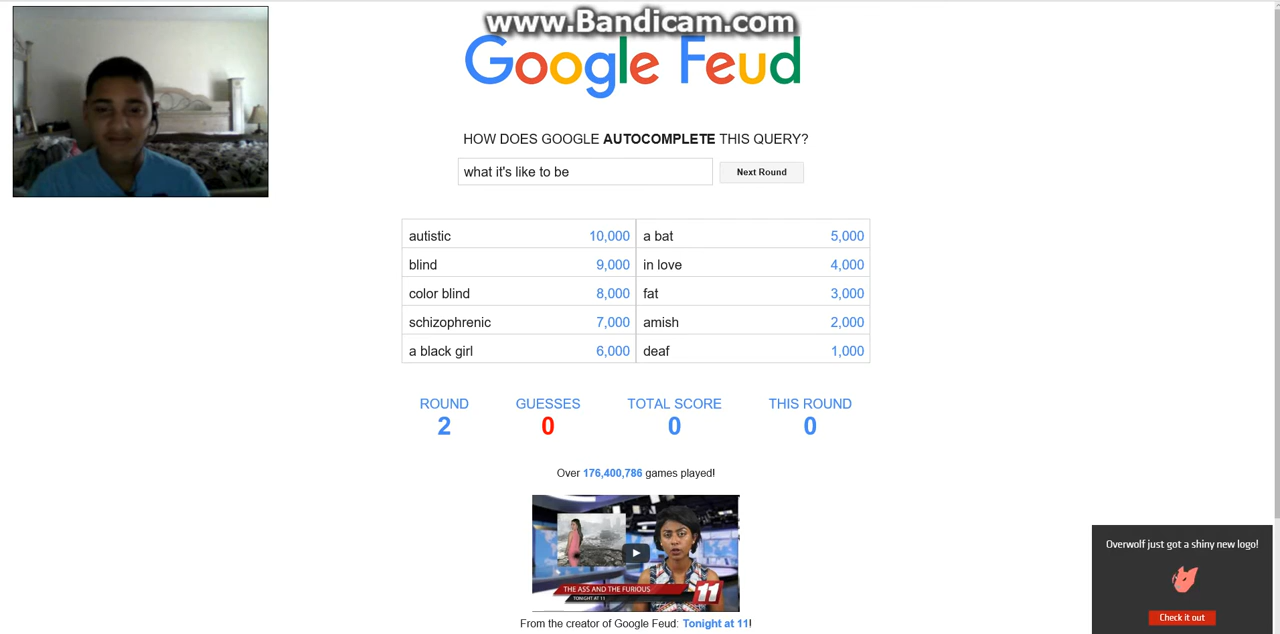 www.Bandicam.com
Google Feud
HOW DOES GOOGLE AUTOCOMPLETE THIS QUERY?
what it's like to be
Next Round
autistic 10,000 a bat 5,000
blind 9,000 in love 4,000
color blind 8,000 fat 3,000
schizophrenic 7,000 amish 2,000
a black girl 6,000 deaf 1,000
ROUND GUESSES TOTAL SCORE THIS ROUND
2 0 0 0
Over 176,400,786 games played!
THE ASS AND THE FURIOUS
TONIGHT AT 11
11
From the creator of Google Feud: Tonight at 11!
Overwolf just got a shiny new logo!
Check it out